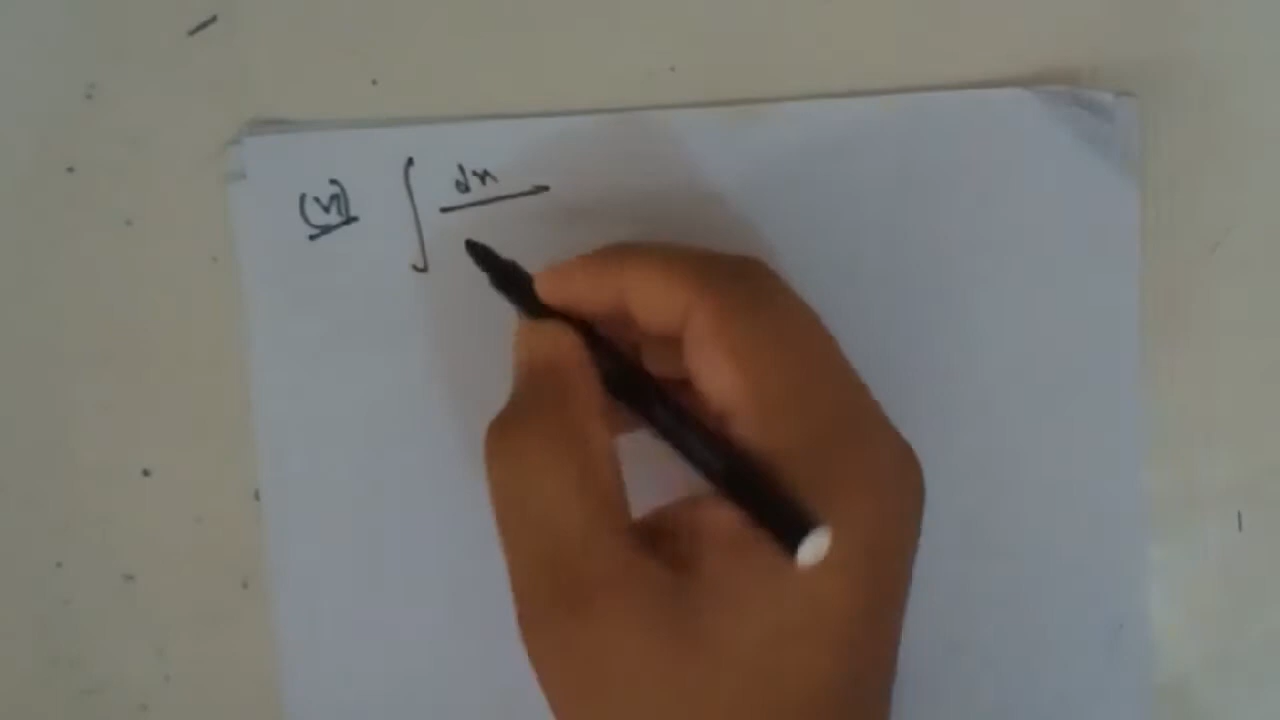 (vi) ∫ dx